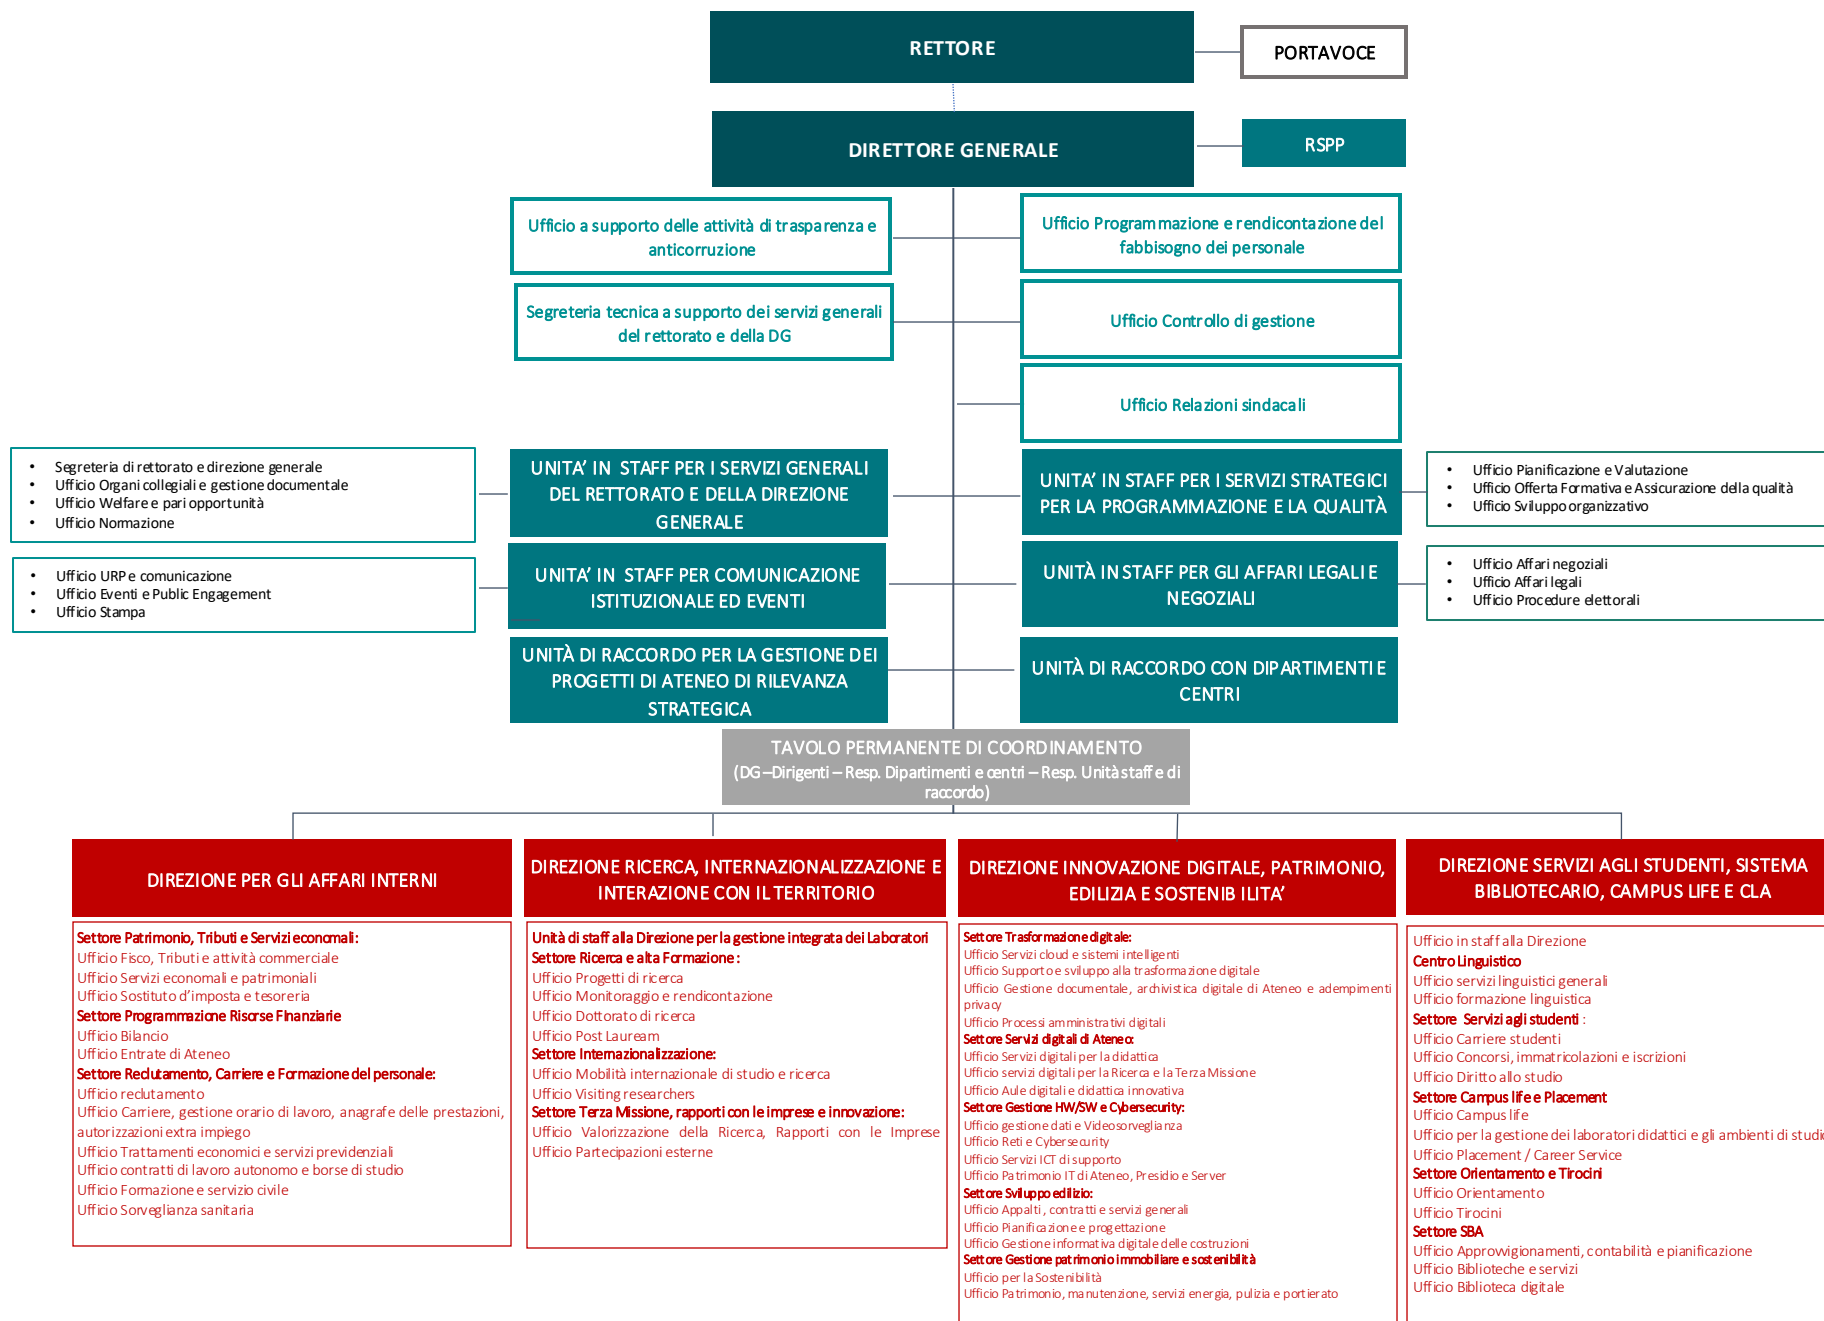 RETTORE
PORTAVOCE
DIRETTORE GENERALE
RSPP
Ufficio a supporto delle attività di trasparenza e
anticorruzione
Ufficio Programmazione e rendicontazione del
fabbisogno dei personale
Segreteria tecnica a supporto dei servizi generali
del rettorato e della DG
Ufficio Controllo di gestione
Ufficio Relazioni sindacali
• Segreteria di rettorato e direzione generale
• Ufficio Organi collegiali e gestione documentale
• Ufficio Welfare e pari opportunità
• Ufficio Normazione
UNITA’ IN STAFF PER I SERVIZI GENERALI
DEL RETTORATO E DELLA DIREZIONE
GENERALE
UNITA’ IN STAFF PER I SERVIZI STRATEGICI
PER LA PROGRAMMAZIONE E LA QUALITÀ
• Ufficio Pianificazione e Valutazione
• Ufficio Offerta Formativa e Assicurazione della qualità
• Ufficio Sviluppo organizzativo
• Ufficio URP e comunicazione
• Ufficio Eventi e Public Engagement
• Ufficio Stampa
UNITA’ IN STAFF PER COMUNICAZIONE
ISTITUZIONALE ED EVENTI
UNITÀ IN STAFF PER GLI AFFARI LEGALI E
NEGOZIALI
• Ufficio Affari negoziali
• Ufficio Affari legali
• Ufficio Procedure elettorali
UNITÀ DI RACCORDO PER LA GESTIONE DEI
PROGETTI DI ATENEO DI RILEVANZA
STRATEGICA
UNITÀ DI RACCORDO CON DIPARTIMENTI E
CENTRI
TAVOLO PERMANENTE DI COORDINAMENTO
(DG –Dirigenti – Resp. Dipartimenti e centri – Resp. Unità staff e di
raccordo)
DIREZIONE PER GLI AFFARI INTERNI
Settore Patrimonio, Tributi e Servizi economali:
Ufficio Fisco, Tributi e attività commerciale
Ufficio Servizi economali e patrimoniali
Ufficio Sostituto d’imposta e tesoreria
Settore Programmazione Risorse Finanziarie
Ufficio Bilancio
Ufficio Entrate di Ateneo
Settore Reclutamento, Carriere e Formazione del personale:
Ufficio reclutamento
Ufficio Carriere, gestione orario di lavoro, anagrafe delle prestazioni,
autorizzazioni extra impiego
Ufficio Trattamenti economici e servizi previdenziali
Ufficio contratti di lavoro autonomo e borse di studio
Ufficio Formazione e servizio civile
Ufficio Sorveglianza sanitaria
DIREZIONE RICERCA, INTERNAZIONALIZZAZIONE E
INTERAZIONE CON IL TERRITORIO
Unità di staff alla Direzione per la gestione integrata dei Laboratori
Settore Ricerca e alta Formazione :
Ufficio Progetti di ricerca
Ufficio Monitoraggio e rendicontazione
Ufficio Dottorato di ricerca
Ufficio Post Lauream
Settore Internazionalizzazione:
Ufficio Mobilità internazionale di studio e ricerca
Ufficio Visiting researchers
Settore Terza Missione, rapporti con le imprese e innovazione:
Ufficio Valorizzazione della Ricerca, Rapporti con le Imprese
Ufficio Partecipazioni esterne
DIREZIONE INNOVAZIONE DIGITALE, PATRIMONIO,
EDILIZIA E SOSTENIB ILITA’
Settore Trasformazione digitale:
Ufficio Servizi cloud e sistemi intelligenti
Ufficio Supporto e sviluppo alla trasformazione digitale
Ufficio Gestione documentale, archivistica digitale di Ateneo e adempimenti
privacy
Ufficio Processi amministrativi digitali
Settore Servizi digitali di Ateneo:
Ufficio Servizi digitali per la didattica
Ufficio servizi digitali per la Ricerca e la Terza Missione
Ufficio Aule digitali e didattica innovativa
Settore Gestione HW/SW e Cybersecurity:
Ufficio gestione dati e Videosorveglianza
Ufficio Reti e Cybersecurity
Ufficio Servizi ICT di supporto
Ufficio Patrimonio IT di Ateneo, Presidio e Server
Settore Sviluppo edilizio:
Ufficio Appalti , contratti e servizi generali
Ufficio Pianificazione e progettazione
Ufficio Gestione informativa digitale delle costruzioni
Settore Gestione patrimonio immobiliare e sostenibilità
Ufficio per la Sostenibilità
Ufficio Patrimonio, manutenzione, servizi energia, pulizia e portierato
DIREZIONE SERVIZI AGLI STUDENTI, SISTEMA
BIBLIOTECARIO, CAMPUS LIFE E CLA
Ufficio in staff alla Direzione
Centro Linguistico
Ufficio servizi linguistici generali
Ufficio formazione linguistica
Settore Servizi agli studenti :
Ufficio Carriere studenti
Ufficio Concorsi, immatricolazioni e iscrizioni
Ufficio Diritto allo studio
Settore Campus life e Placement
Ufficio Campus life
Ufficio per la gestione dei laboratori didattici e gli ambienti di studio
Ufficio Placement / Career Service
Settore Orientamento e Tirocini
Ufficio Orientamento
Ufficio Tirocini
Settore SBA
Ufficio Approvvigionamenti, contabilità e pianificazione
Ufficio Biblioteche e servizi
Ufficio Biblioteca digitale